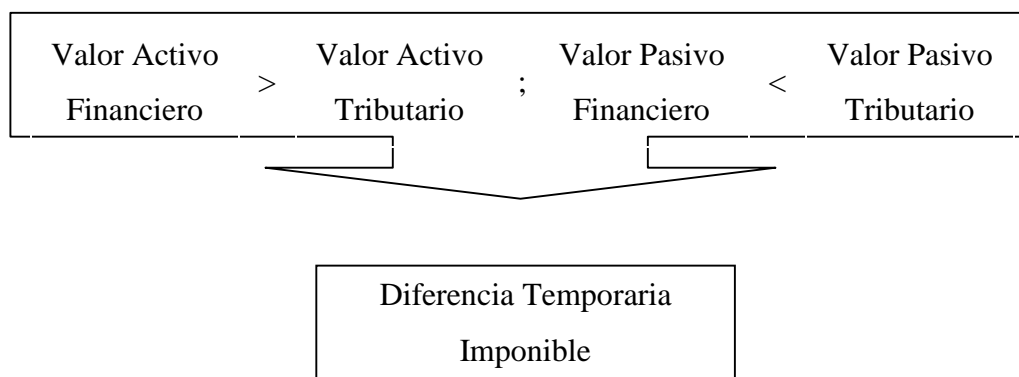 Valor Activo Valor Activo Valor Pasivo Valor Pasivo
> ; <
Financiero Tributario Financiero Tributario
Diferencia Temporaria
Imponible